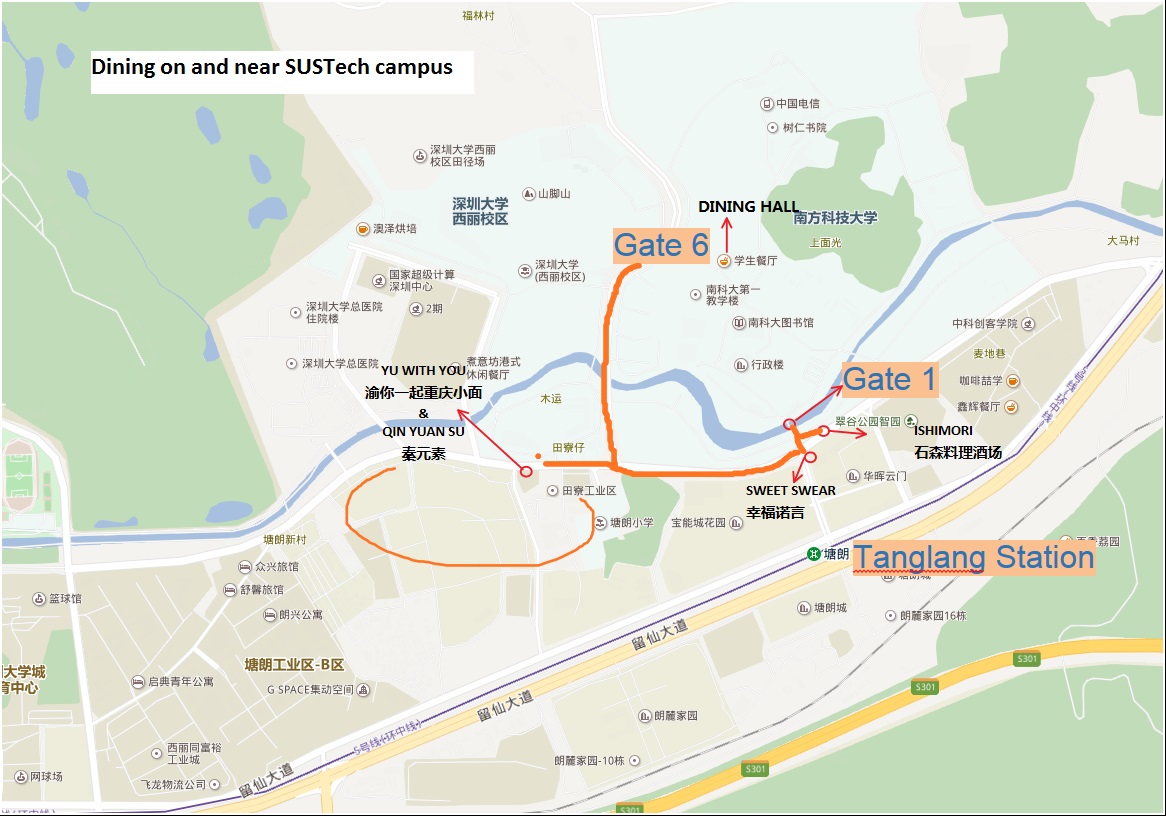 福林村
Dining on and near SUSTech campus
中国电信
树仁书院
深圳大学西丽
校区田径场
山脚山
深圳大学
西丽校区
DINING HALL
南方科技大学
澳泽烘培
Gate 6
上面光
大马村
学生餐厅
深圳大学
(西丽校区)
国家超级计算
深圳中心
南科大第一
教学楼
2期
深圳大学总医院
住院楼
南科大图书馆
中科创客学院
麦地巷
深圳大学总医院
煮意坊港式
休闲餐厅
行政楼
YU WITH YOU
渝你一起重庆小面
&
QIN YUAN SU
秦元素
Gate 1
咖啡喆学
5号线(环中线)
木运
鑫辉餐厅
翠谷公园智园
ISHIMORI
石森料理酒场
田寮仔
华晖云门
田寮工业区
SWEET SWEAR
幸福诺言
塘朗小学
宝能城花园
塘朗新村
塘朗
Tanglang Station
荔园
众兴旅馆
塘朗城
舒馨旅馆
篮球馆
朗兴公寓
塘朗城
朗麓家园16栋
留仙大道
塘朗工业区-B区
S301
大学城
育中心
启典青年公寓
G SPACE集动空间
S301
留仙大道
朗麓家园
5号线(环中线)
西丽同富裕
工业城
朗麓家园-10栋
S301
网球场
飞龙物流公司
留仙大道
(环中线)
S301